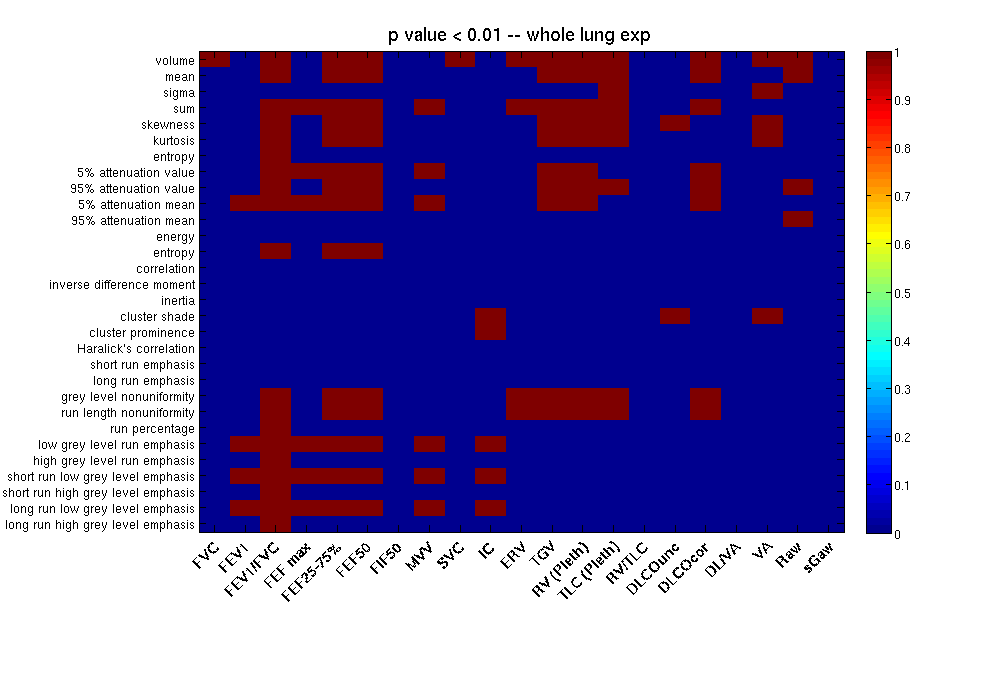 p value < 0.01 -- whole lung exp
volume
mean
sigma
sum
skewness
kurtosis
entropy
5% attenuation value
95% attenuation value
5% attenuation mean
95% attenuation mean
energy
entropy
correlation
inverse difference moment
inertia
cluster shade
cluster prominence
Haralick's correlation
short run emphasis
long run emphasis
grey level nonuniformity
run length nonuniformity
run percentage
low grey level run emphasis
high grey level run emphasis
short run low grey level emphasis
short run high grey level emphasis
long run low grey level emphasis
long run high grey level emphasis
FVC
FEV1
FEV1/FVC
FEF max
FEF25-75%
FEF50
FIF50
MVV
SVC
IC
ERV
TGV
RV (Pleth)
TLC (Pleth)
RV/TLC
DLCOunc
DLCOcor
DL/VA
VA
Raw
sGaw
1
0.9
0.8
0.7
0.6
0.5
0.4
0.3
0.2
0.1
0